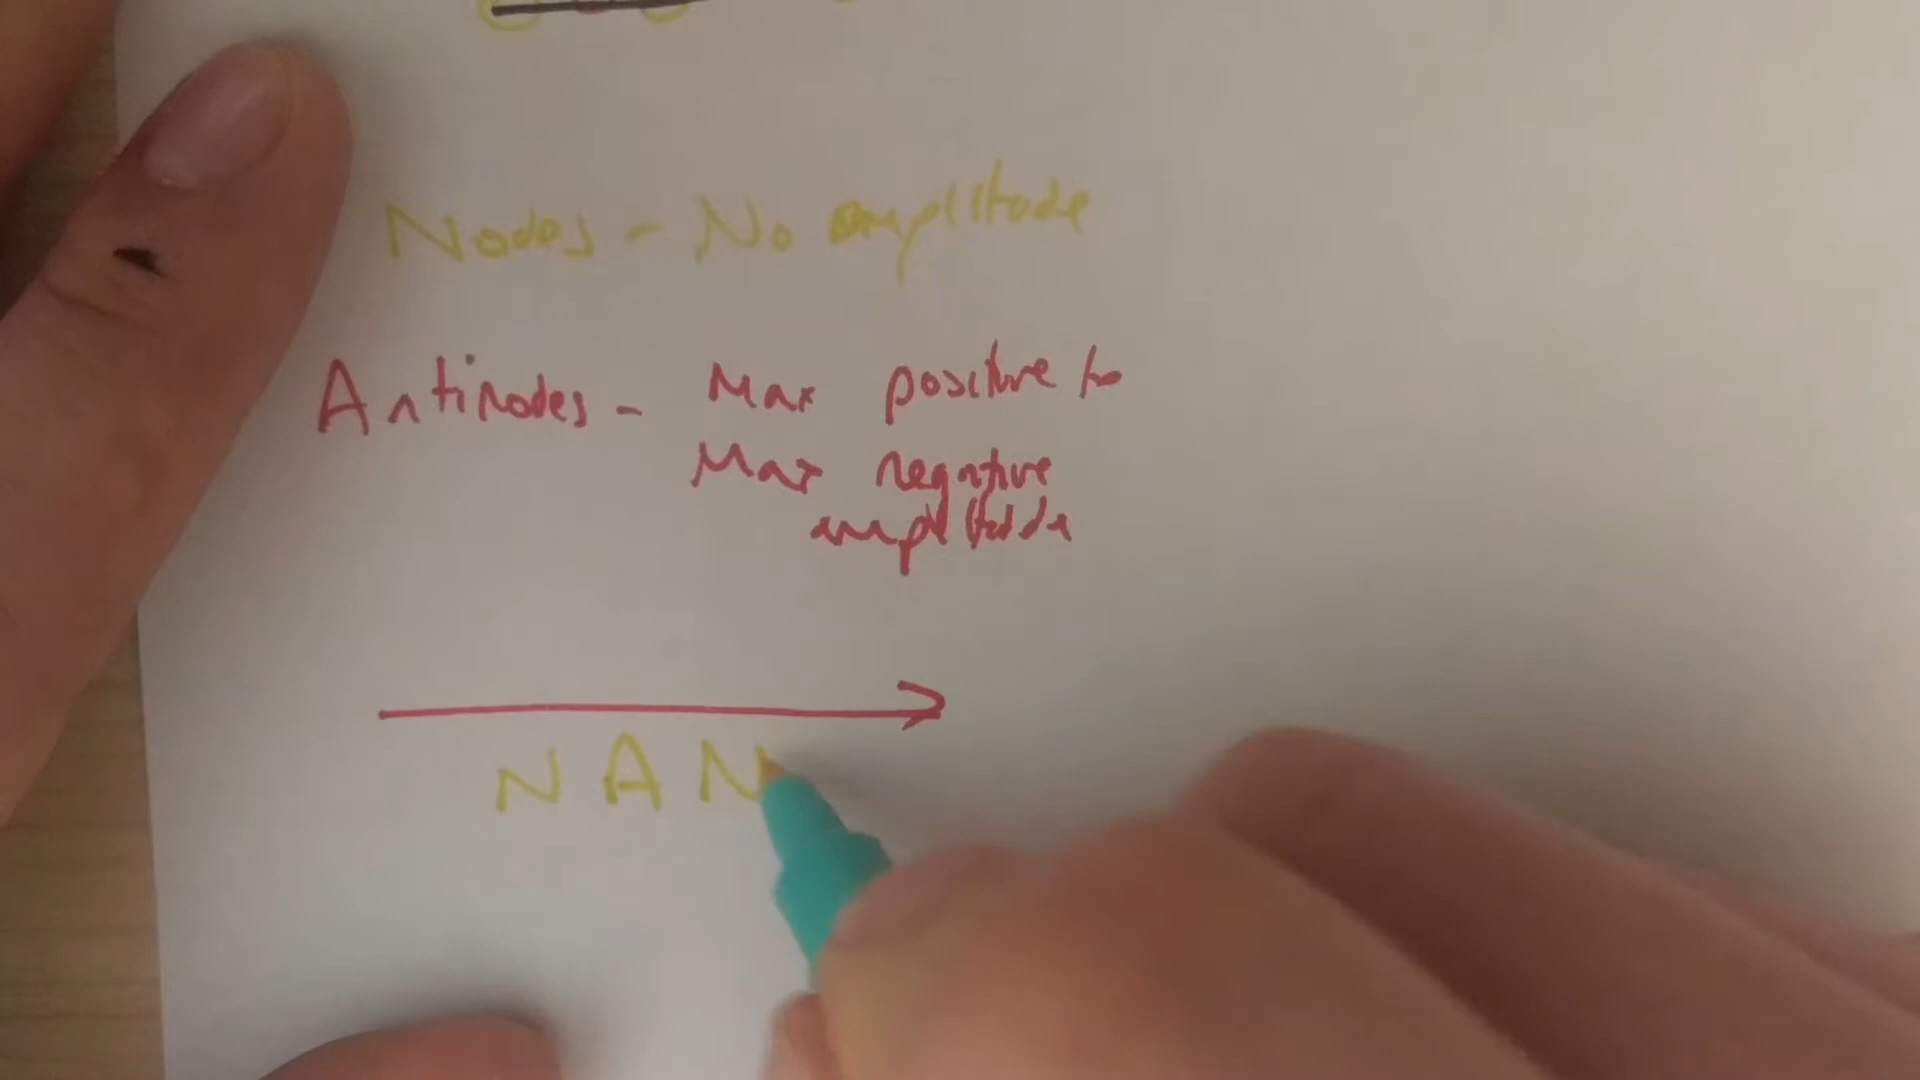 Nodes - No amplitude
Antinodes - Max positive to
Max negative
amplitude
N A N